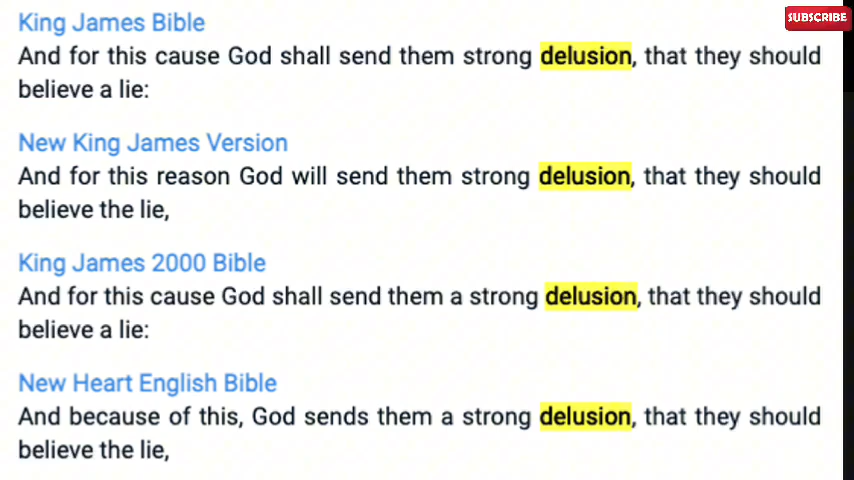 SUBSCRIBE
King James Bible
And for this cause God shall send them strong delusion, that they should
believe a lie:
New King James Version
And for this reason God will send them strong delusion, that they should
believe the lie,
King James 2000 Bible
And for this cause God shall send them a strong delusion, that they should
believe a lie:
New Heart English Bible
And because of this, God sends them a strong delusion, that they should
believe the lie,